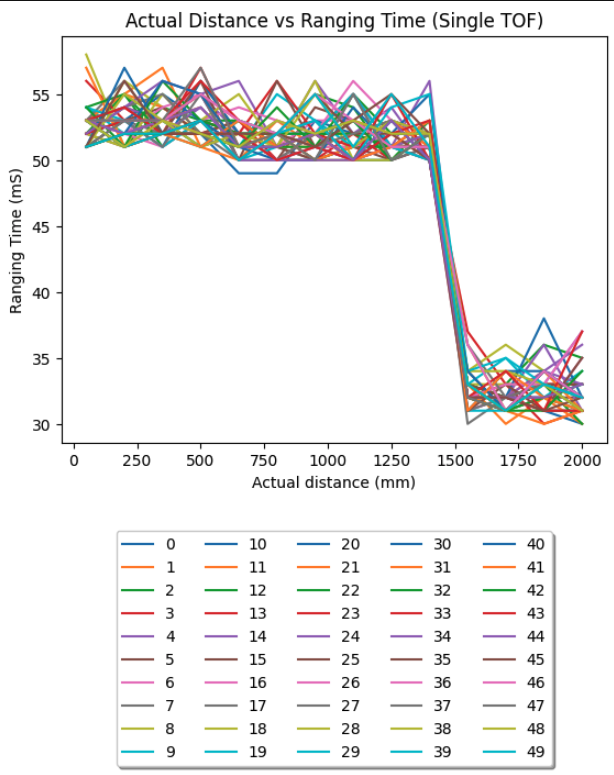 Actual Distance vs Ranging Time (Single TOF)
55
50
45
40
35
30
Ranging Time (mS)
0 250 500 750 1000 1250 1500 1750 2000
Actual distance (mm)
0 10 20 30 40
1 11 21 31 41
2 12 22 32 42
3 13 23 33 43
4 14 24 34 44
5 15 25 35 45
6 16 26 36 46
7 17 27 37 47
8 18 28 38 48
9 19 29 39 49